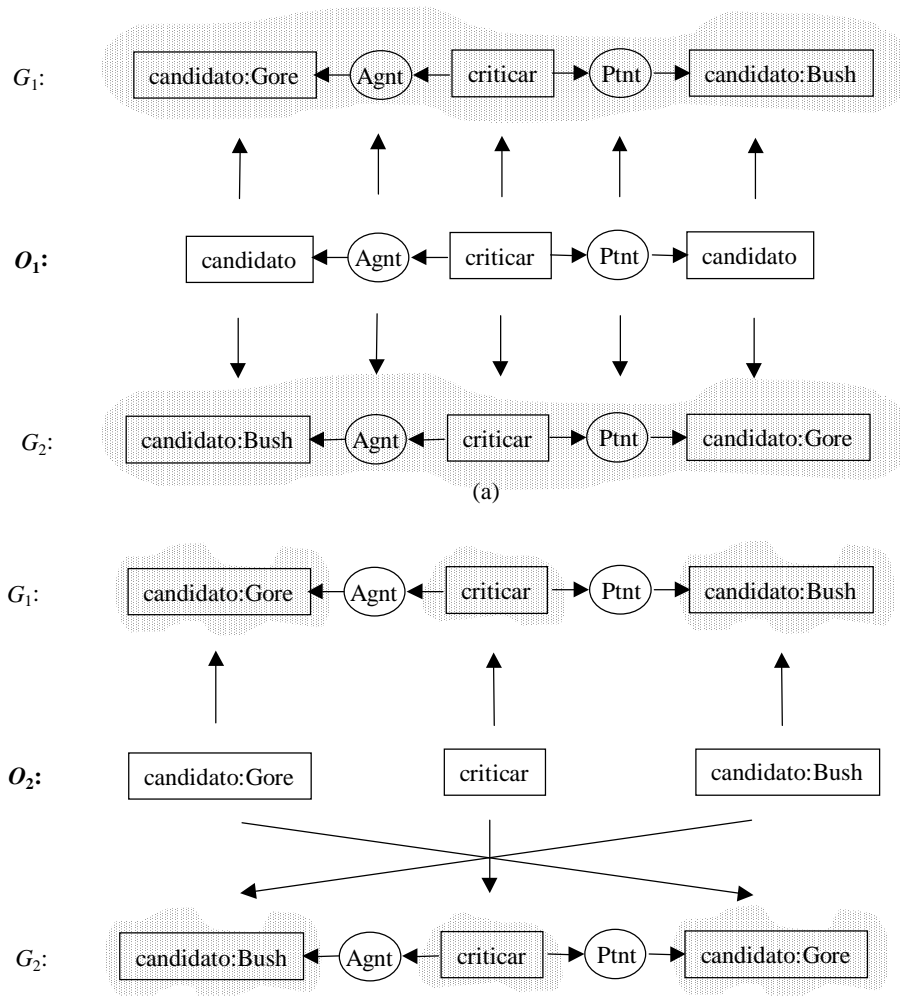 G₁: candidato:Gore Agnt criticar Ptnt candidato:Bush
O₁: candidato Agnt criticar Ptnt candidato
G₂: candidato:Bush Agnt criticar Ptnt candidato:Gore
(a)
G₁: candidato:Gore Agnt criticar Ptnt candidato:Bush
O₂: candidato:Gore criticar candidato:Bush
G₂: candidato:Bush Agnt criticar Ptnt candidato:Gore